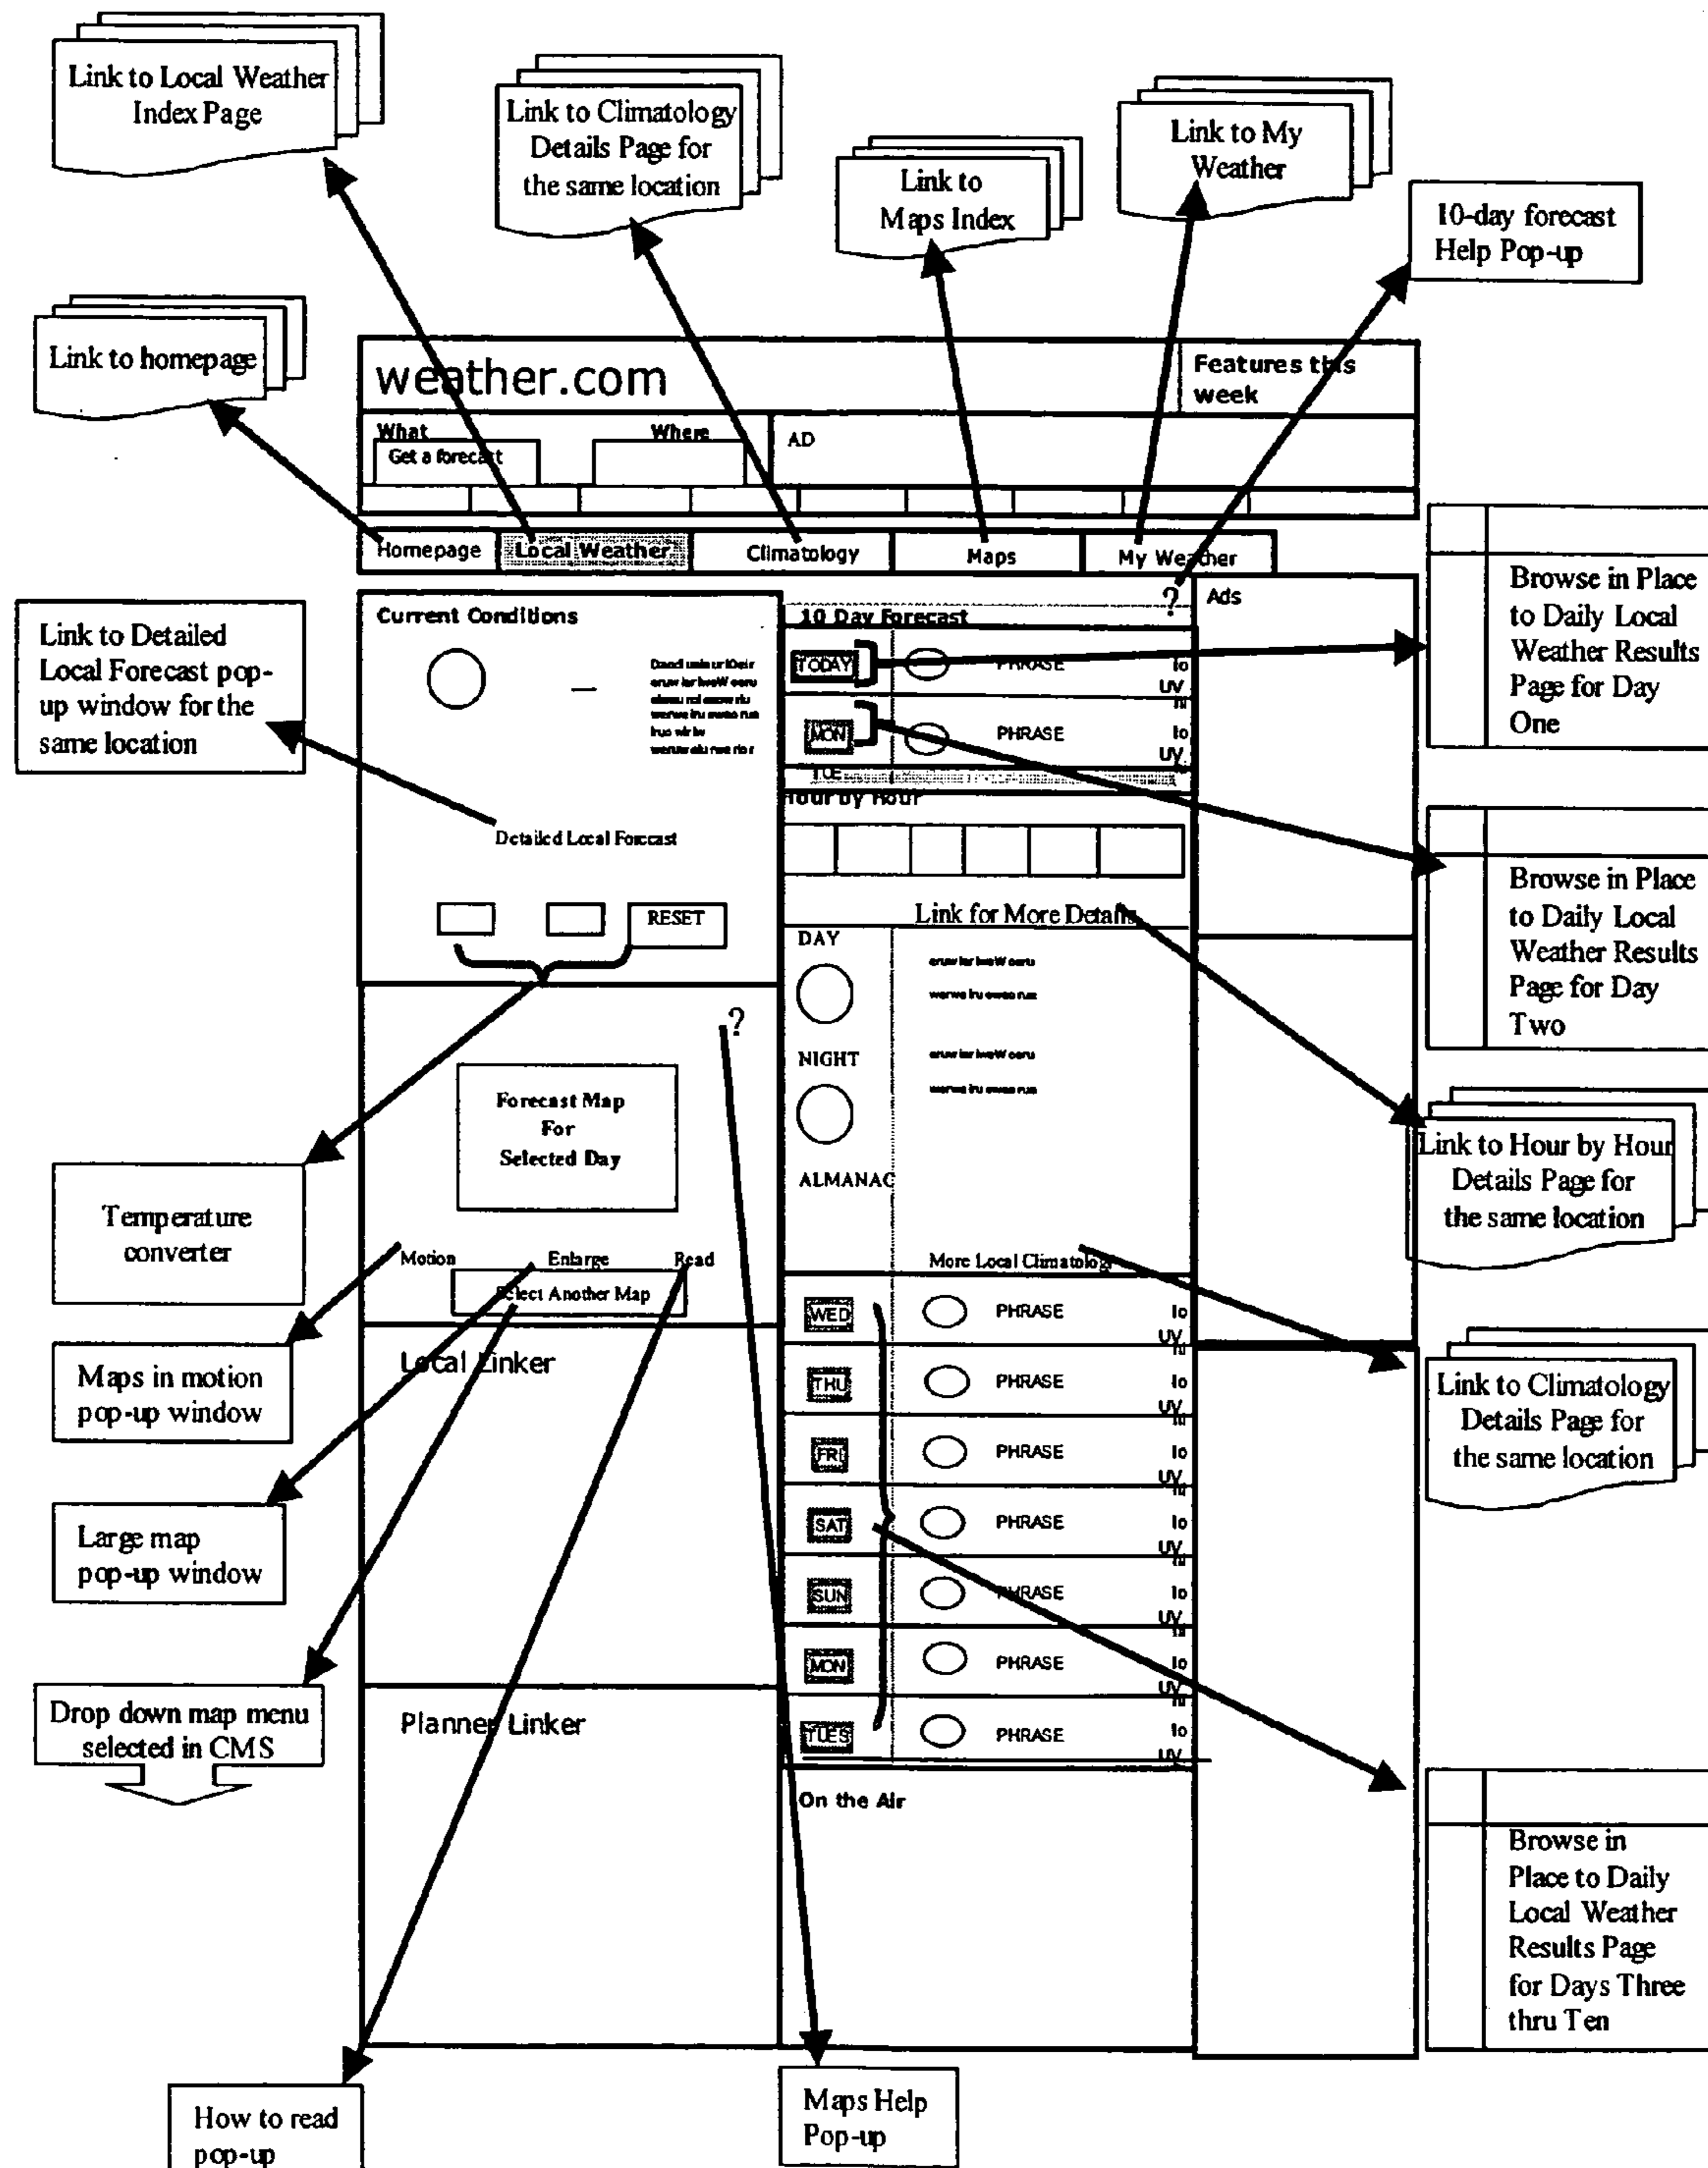 Link to Local Weather
Index Page
Link to Climatology
Details Page for
the same location
Link to
Maps Index
Link to My
Weather
10-day forecast
Help Pop-up
Link to homepage
weather.com
Features this
week
What
Where
Get a forecast
AD
Homepage
Local Weather
Climatology
Maps
My Weather
Link to Detailed
Local Forecast pop-
up window for the
same location
Current Conditions
Detailed Local Forecast
RESET
?
10 Day Forecast
Ads
TODAY
PHRASE
lo
UV
hi
MON
PHRASE
lo
UV
TUE
Hour by Hour
Link for More Details
DAY
NIGHT
ALMANAC
More Local Climatology
Browse in Place
to Daily Local
Weather Results
Page for Day
One
Browse in Place
to Daily Local
Weather Results
Page for Day
Two
?
Forecast Map
For
Selected Day
Motion
Enlarge
Read
Select Another Map
Temperature
converter
Maps in motion
pop-up window
Large map
pop-up window
Drop down map menu
selected in CMS
Local Linker
Planner Linker
Link to Hour by Hour
Details Page for
the same location
Link to Climatology
Details Page for
the same location
WED
PHRASE
lo
UV
hi
THU
PHRASE
lo
UV
hi
FRI
PHRASE
lo
UV
hi
SAT
PHRASE
lo
UV
hi
SUN
PHRASE
lo
UV
hi
MON
PHRASE
lo
UV
hi
TUES
PHRASE
lo
UV
On the Air
Browse in
Place to Daily
Local Weather
Results Page
for Days Three
thru Ten
How to read
pop-up
Maps Help
Pop-up